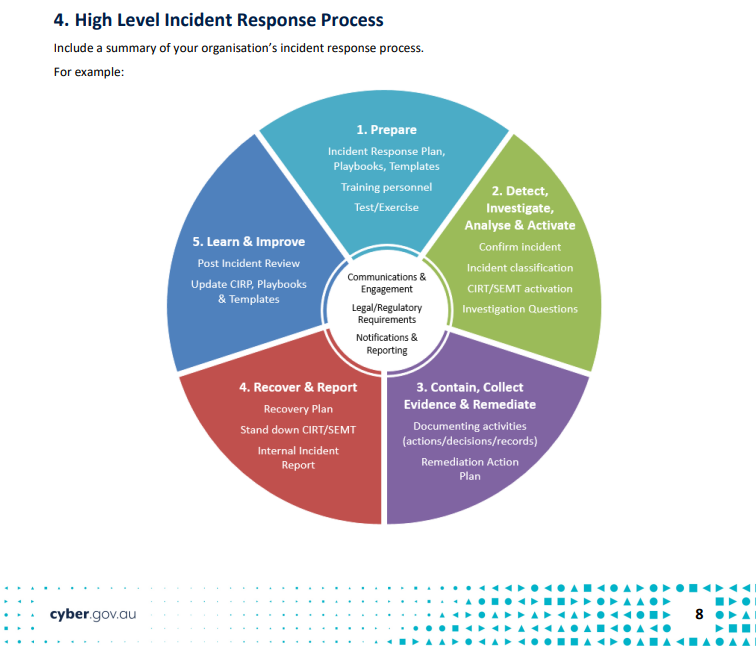 4. High Level Incident Response Process
Include a summary of your organisation's incident response process.
For example:
1. Prepare
Incident Response Plan,
Playbooks, Templates
Training personnel
Test/Exercise
2. Detect,
Investigate,
Analyse & Activate
Confirm incident
Incident classification
CIRT/SEMT activation
Investigation Questions
3. Contain, Collect
Evidence & Remediate
Documenting activities
(actions/decisions/records)
Remediation Action
Plan
4. Recover & Report
Recovery Plan
Stand down CIRT/SEMT
Internal Incident
Report
5. Learn & Improve
Post Incident Review
Update CIRP, Playbooks
& Templates
Communications &
Engagement
Legal/Regulatory
Requirements
Notifications &
Reporting
cyber.gov.au
8